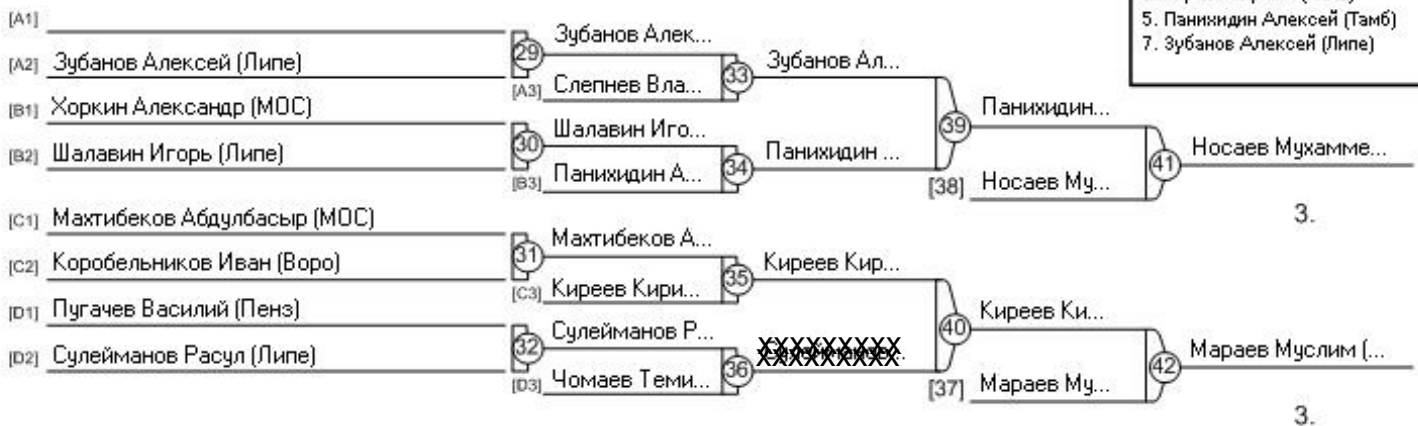 5. Панихидин Алексей (Тамб)
7. Зубанов Алексей (Липе)
[A1]
[A2] Зубанов Алексей (Липе)
[B1] Хоркин Александр (МОС)
[B2] Шалавин Игорь (Липе)
[C1] Махтибеков Абдулбасыр (МОС)
[C2] Коробельников Иван (Воро)
[D1] Пугачев Василий (Пенз)
[D2] Сулейманов Расул (Липе)
29
30
31
32
Зубанов Алек...
[A3] Слепнев Вла...
Шалавин Иго...
[B3] Панихидин А...
Махтибеков А...
[C3] Киреев Кири...
Сулейманов Р...
[D3] Чомаев Теми...
33
34
35
36
Зубанов Ал...
Панихидин ...
Киреев Кир...
39
40
Панихидин...
[38] Носаев Му...
Киреев Ки...
[37] Мараев Му...
41
42
Носаев Мухамме...
3.
Мараев Муслим (...
3.